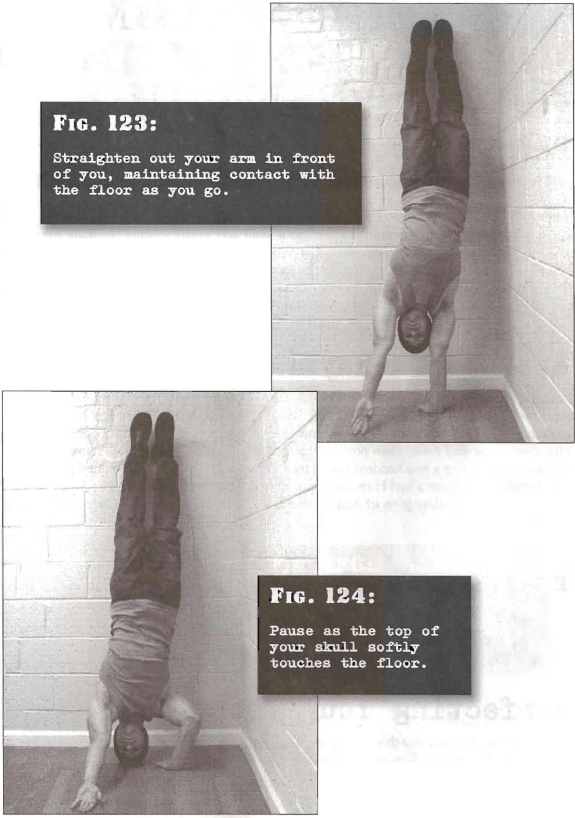 FIG. 123:
Straighten out your arm in front
of you, maintaining contact with
the floor as you go.
FIG. 124:
Pause as the top of
your skull softly
touches the floor.